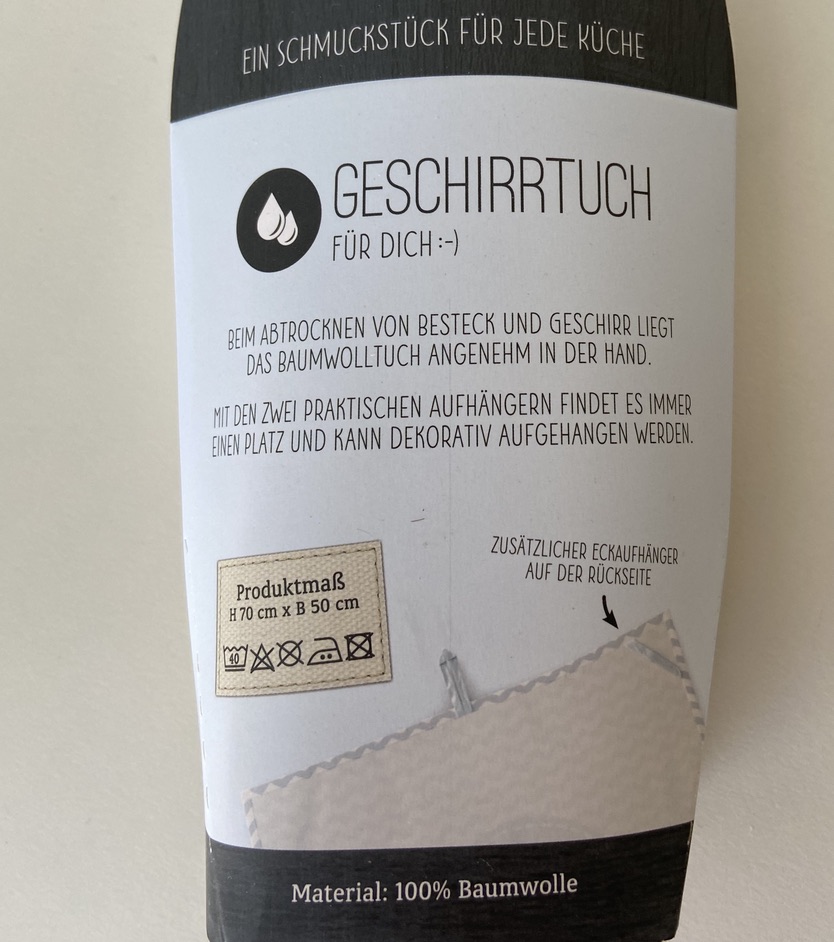 EIN SCHMUCKSTÜCK FÜR JEDE KÜCHE
GESCHIRRTUCH
FÜR DICH :-)
BEIM ABTROCKNEN VON BESTECK UND GESCHIRR LIEGT
DAS BAUMWOLLTUCH ANGENEHM IN DER HAND.
MIT DEN ZWEI PRAKTISCHEN AUFHÄNGERN FINDET ES IMMER
EINEN PLATZ UND KANN DEKORATIV AUFGEHANGEN WERDEN.
ZUSÄTZLICHER ECKAUFHÄNGER
AUF DER RÜCKSEITE
Produktmaß
H 70 cm x B 50 cm
40
Material: 100% Baumwolle